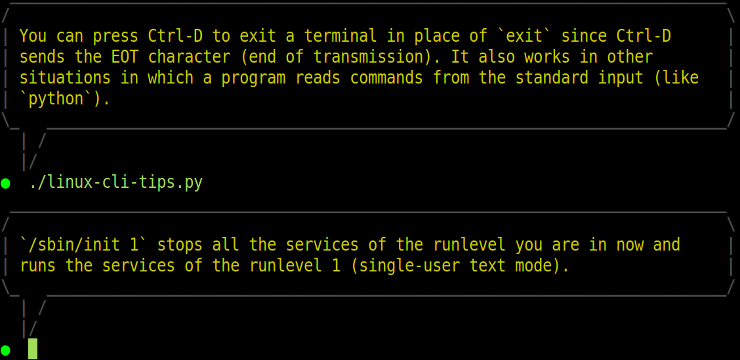 You can press Ctrl-D to exit a terminal in place of `exit` since Ctrl-D
sends the EOT character (end of transmission). It also works in other
situations in which a program reads commands from the standard input (like
`python`).
./linux-cli-tips.py
`/sbin/init 1` stops all the services of the runlevel you are in now and
runs the services of the runlevel 1 (single-user text mode).